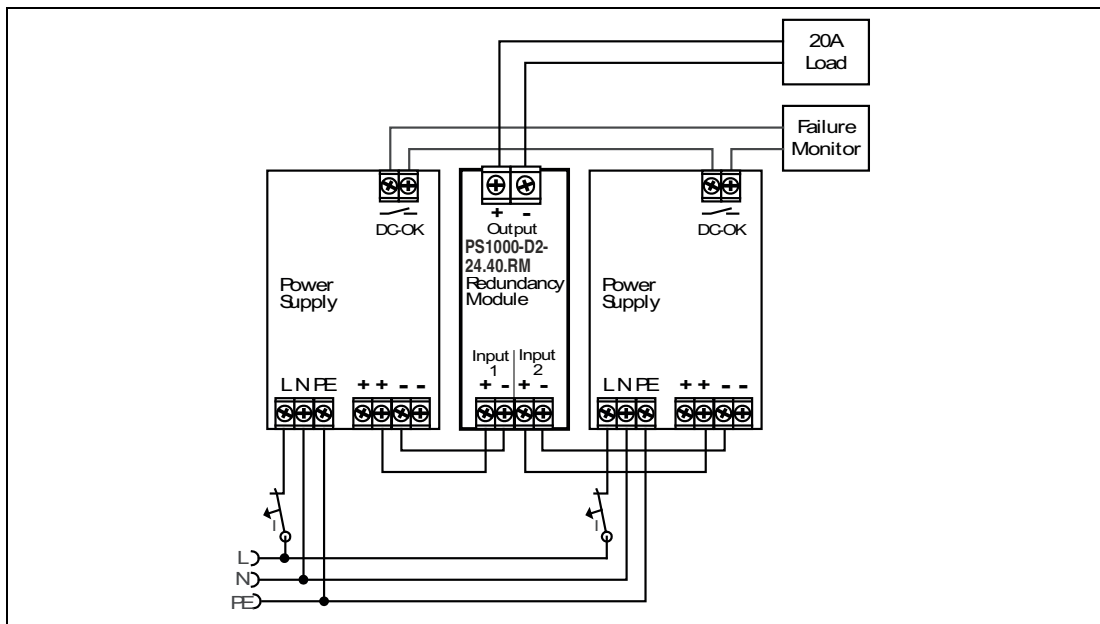 20A
Load
Failure
Monitor
+ -
Output
PS1000-D2-
24.40.RM
Redundancy
Module
Input
1
Input
2
+ - + -
DC-OK
Power
Supply
L N PE
+ + - -
DC-OK
Power
Supply
L N PE
+ + - -
I
I
L
N
PE